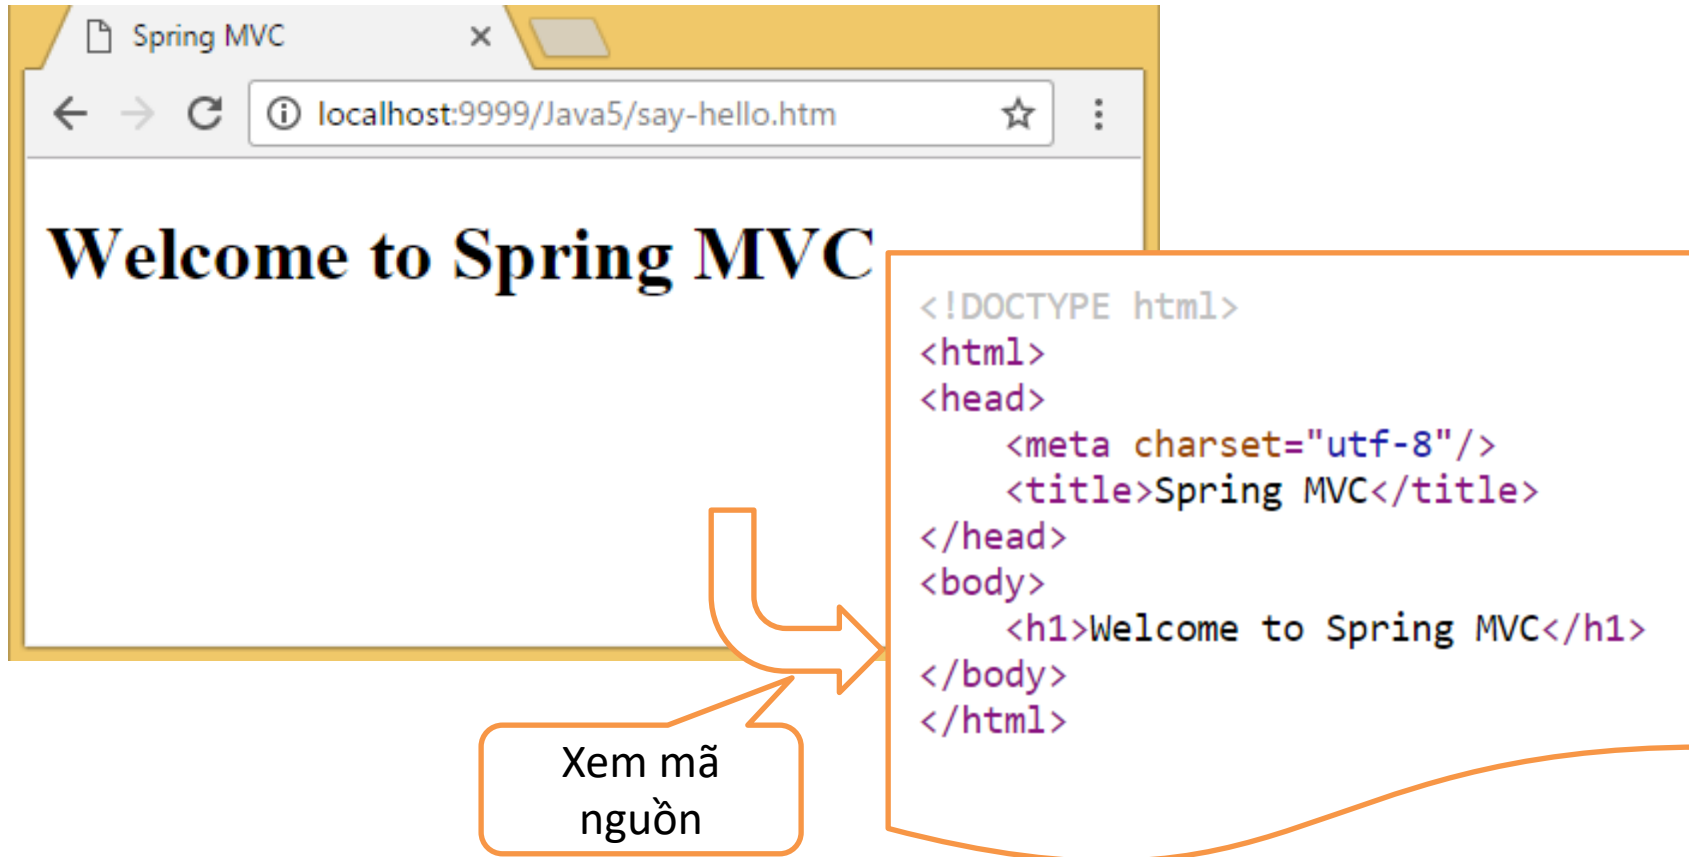 Spring MVC
localhost:9999/Java5/say-hello.htm
Welcome to Spring MVC
<!DOCTYPE html>
<html>
<head>
<meta charset="utf-8"/>
<title>Spring MVC</title>
</head>
<body>
<h1>Welcome to Spring MVC</h1>
</body>
</html>
Xem mã
nguồn